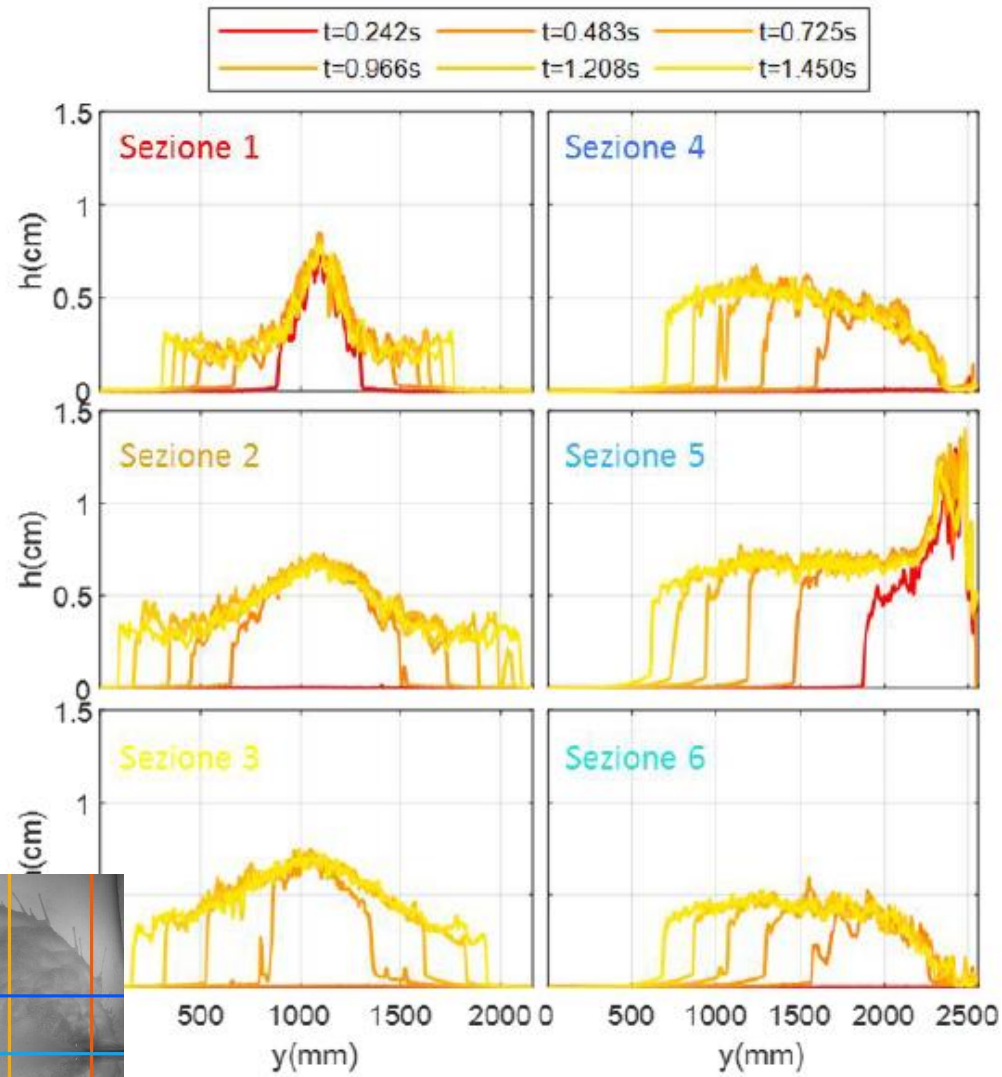 t=0.242s t=0.483s t=0.725s
t=0.966s t=1.208s t=1.450s
1.5
Sezione 1
1
h(cm)
0.5
0
Sezione 4
1.5
Sezione 2
1
h(cm)
0.5
0
Sezione 5
1.5
Sezione 3
1
(cm)
Sezione 6
500 1000 1500 2000 0 500 1000 1500 2000 2500
y(mm) y(mm)